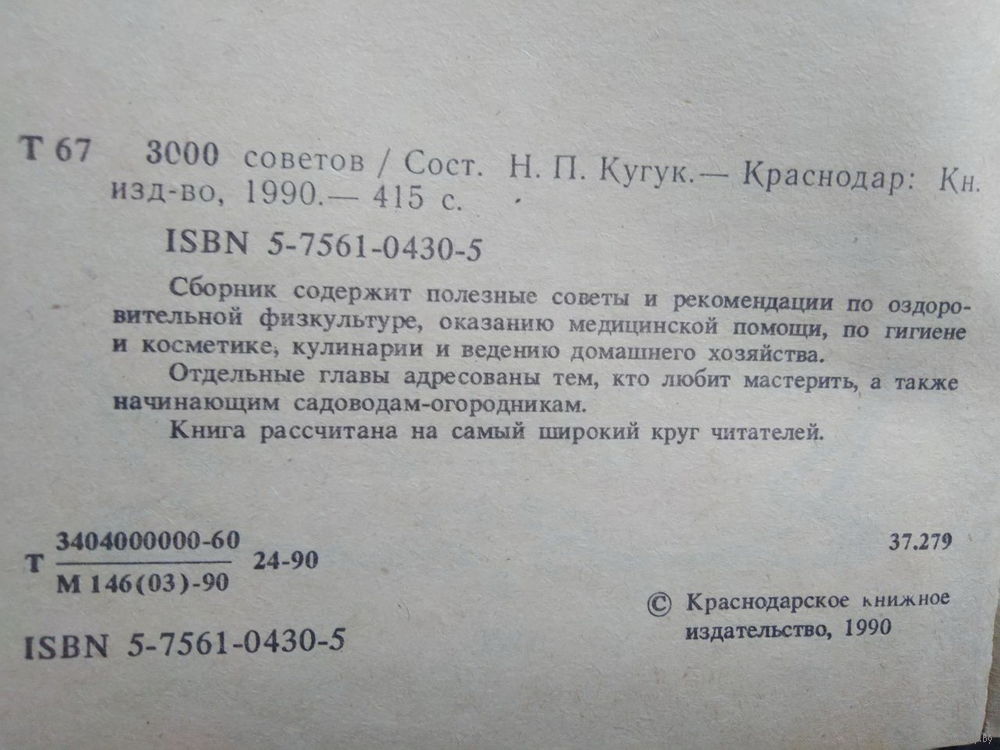 Т 67 3000 советов / Сост. Н. П. Кугук.— Краснодар: Кн.
изд-во, 1990.— 415 с.
ISBN 5-7561-0430-5
Сборник содержит полезные советы и рекомендации по оздоро-
вительной физкультуре, оказанию медицинской помощи, по гигиене
и косметике, кулинарии и ведению домашнего хозяйства.
Отдельные главы адресованы тем, кто любит мастерить, а также
начинающим садоводам-огородникам.
Книга рассчитана на самый широкий круг читателей.
Т 3404000000-60 24-90
М 146(03)-90
37.279
ISBN 5-7561-0430-5
© Краснодарское книжное
издательство, 1990